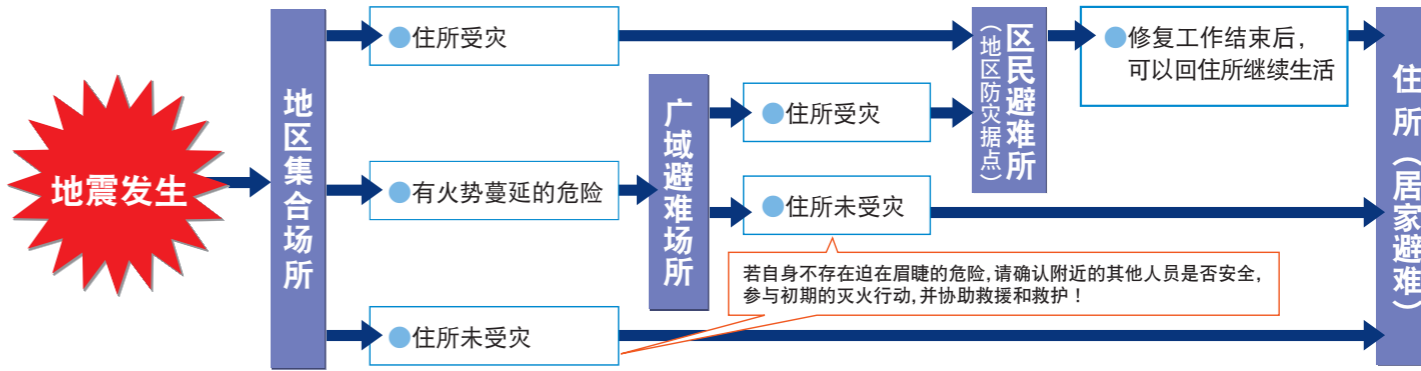 地震发生
地区集合场所
●住所受灾
●有火势蔓延的危险
●住所未受灾
广域避难场所
●住所受灾
●住所未受灾
若自身不存在迫在眉睫的危险,请确认附近的其他人员是否安全,
参与初期的灭火行动,并协助救援和救护！
区民避难所
（地区防灾据点）
●修复工作结束后,
可以回住所继续生活
住所（居家避难）